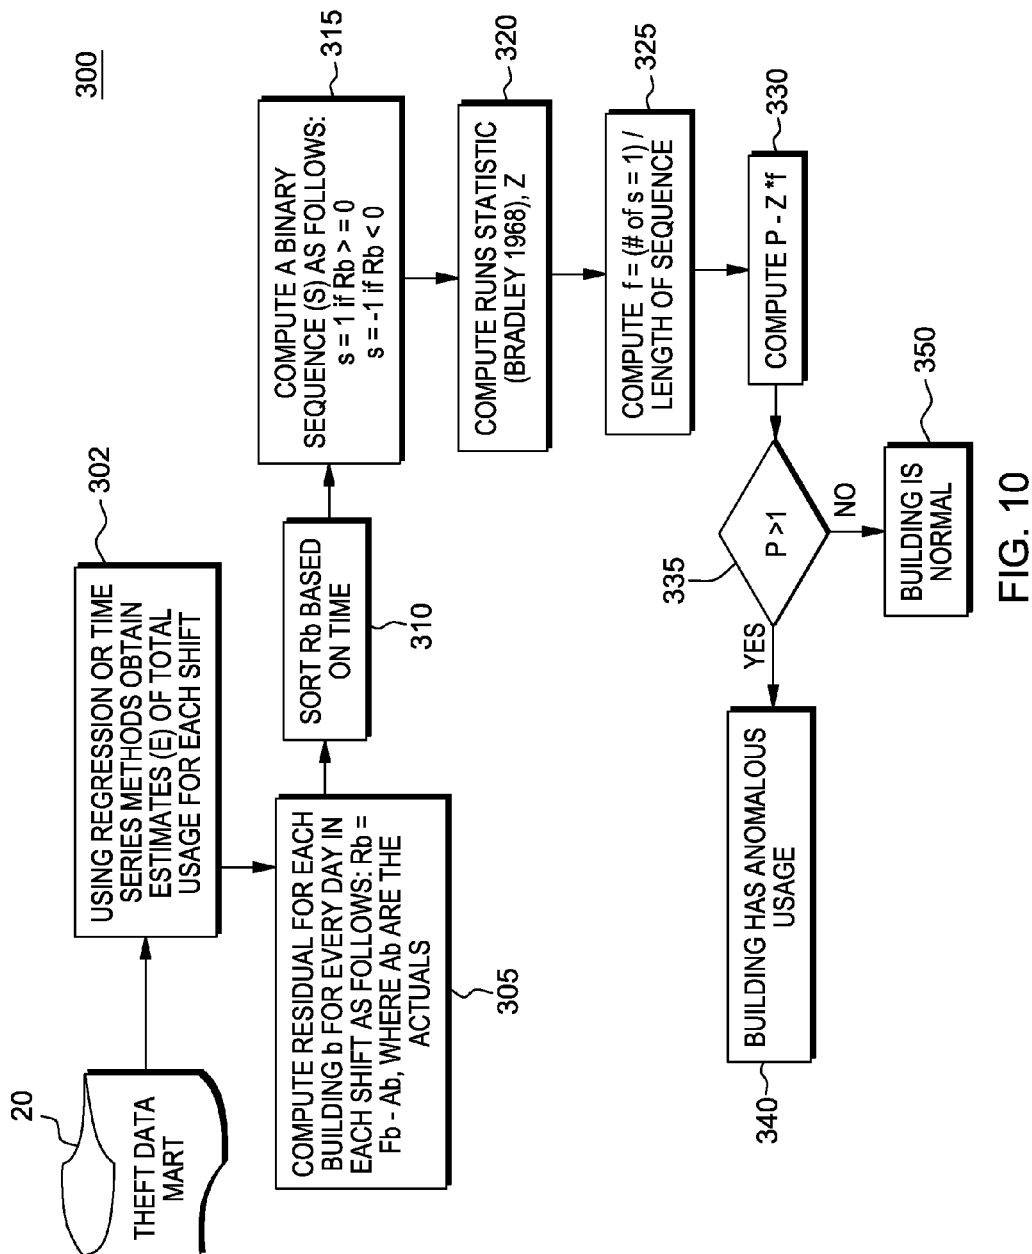 300
20
THEFT DATA
MART
302
USING REGRESSION OR TIME
SERIES METHODS OBTAIN
ESTIMATES (E) OF TOTAL
USAGE FOR EACH SHIFT
COMPUTE RESIDUAL FOR EACH
BUILDING b FOR EVERY DAY IN
EACH SHIFT AS FOLLOWS: Rb =
Fb - Ab, WHERE Ab ARE THE
ACTUALS
305
SORT Rb BASED
ON TIME
310
315
COMPUTE A BINARY
SEQUENCE (S) AS FOLLOWS:
s = 1 if Rb > = 0
s = -1 if Rb < 0
320
COMPUTE RUNS STATISTIC
(BRADLEY 1968), Z
325
COMPUTE f = (# of s = 1) /
LENGTH OF SEQUENCE
330
COMPUTE P - Z *f
335
P >1
YES
NO
340
BUILDING HAS ANOMALOUS
USAGE
350
BUILDING IS
NORMAL
FIG. 10